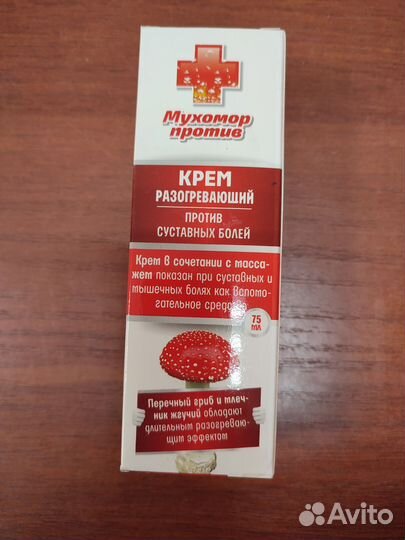 Мухомор
против
КРЕМ
РАЗОГРЕВАЮЩИЙ
ПРОТИВ
СУСТАВНЫХ БОЛЕЙ
Крем в сочетании с масса-
жем показан при суставных и
мышечных болях как вспомо-
гательное средство
75
МЛ
Перечный гриб и млеч-
ник жгучий обладают
длительным разогреваю-
щим эффектом
Avito